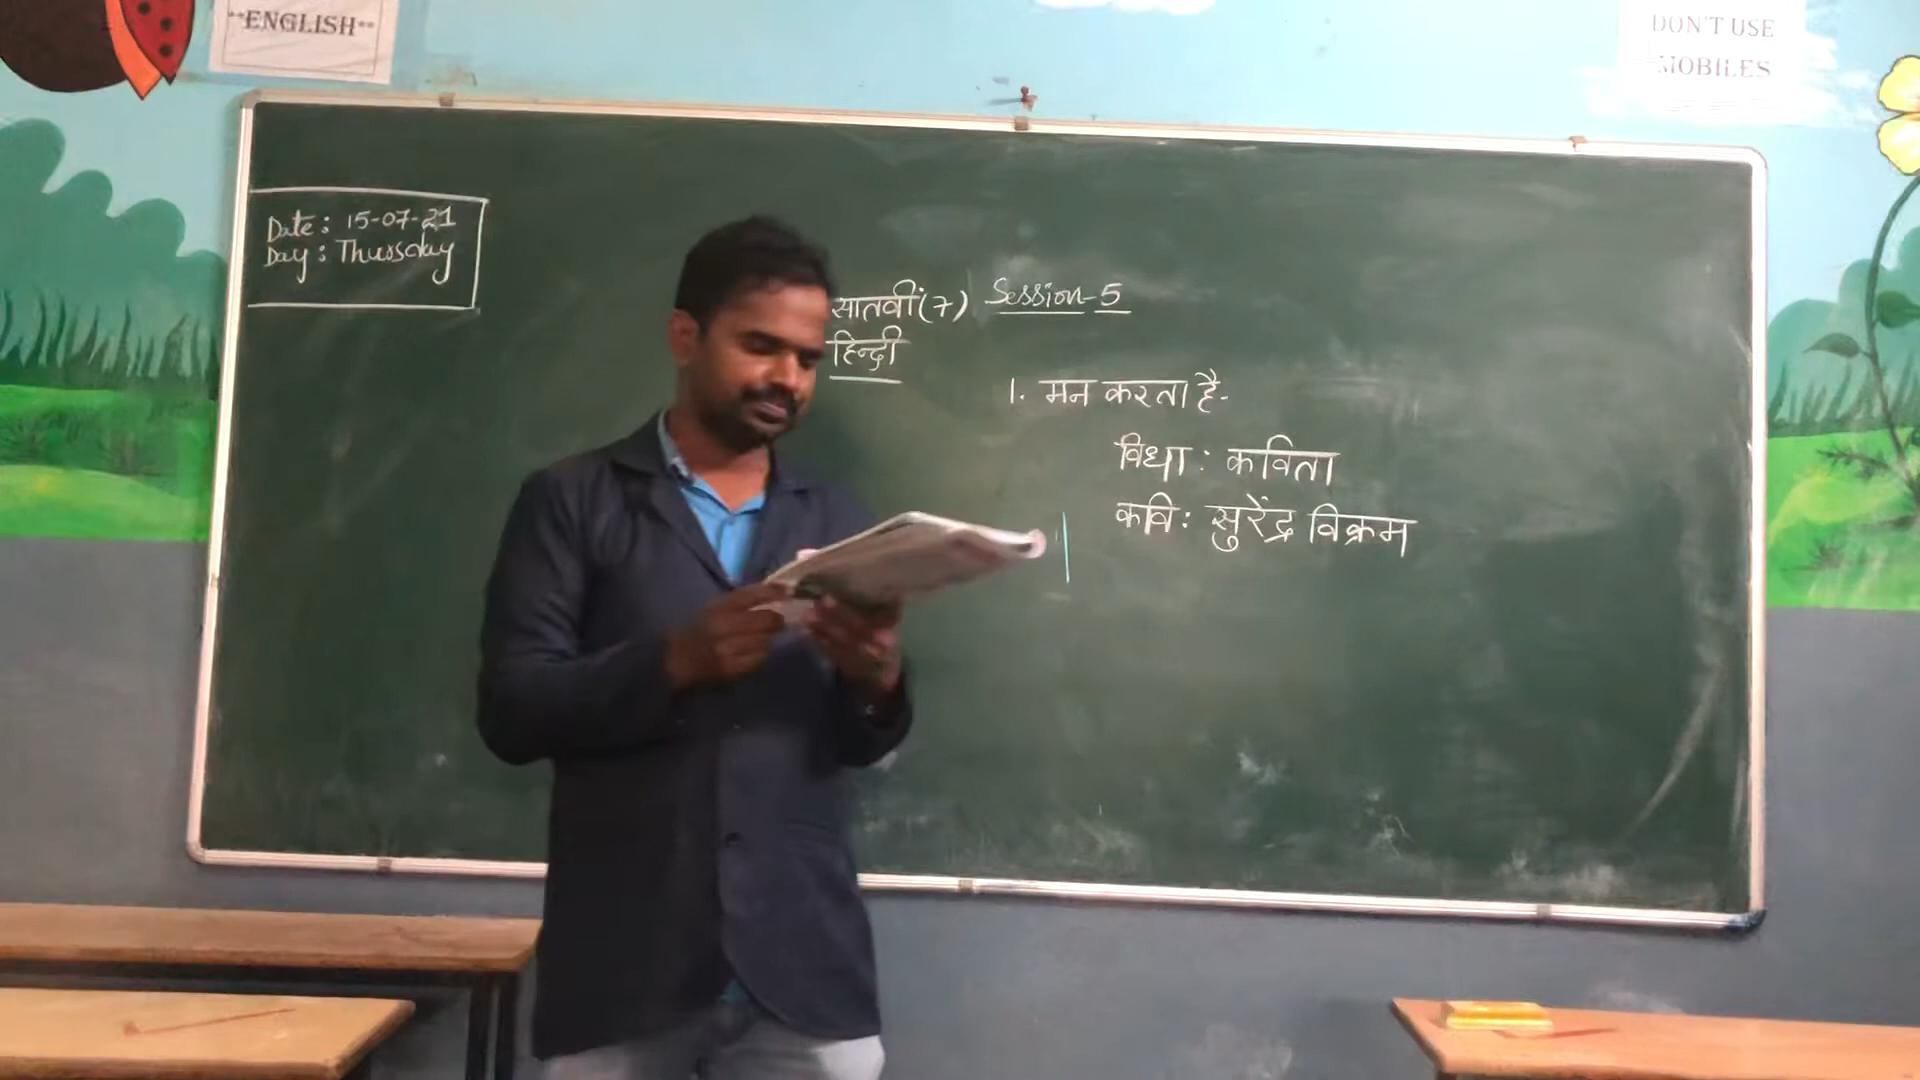 **ENGLISH**
DON'T USE
MOBILES
Date: 15-07-21
Day: Thursday
सातवीं(7) Session-5
हिन्दी
1. मन करता है-
विधा: कविता
कवि: सुरेंद्र विक्रम